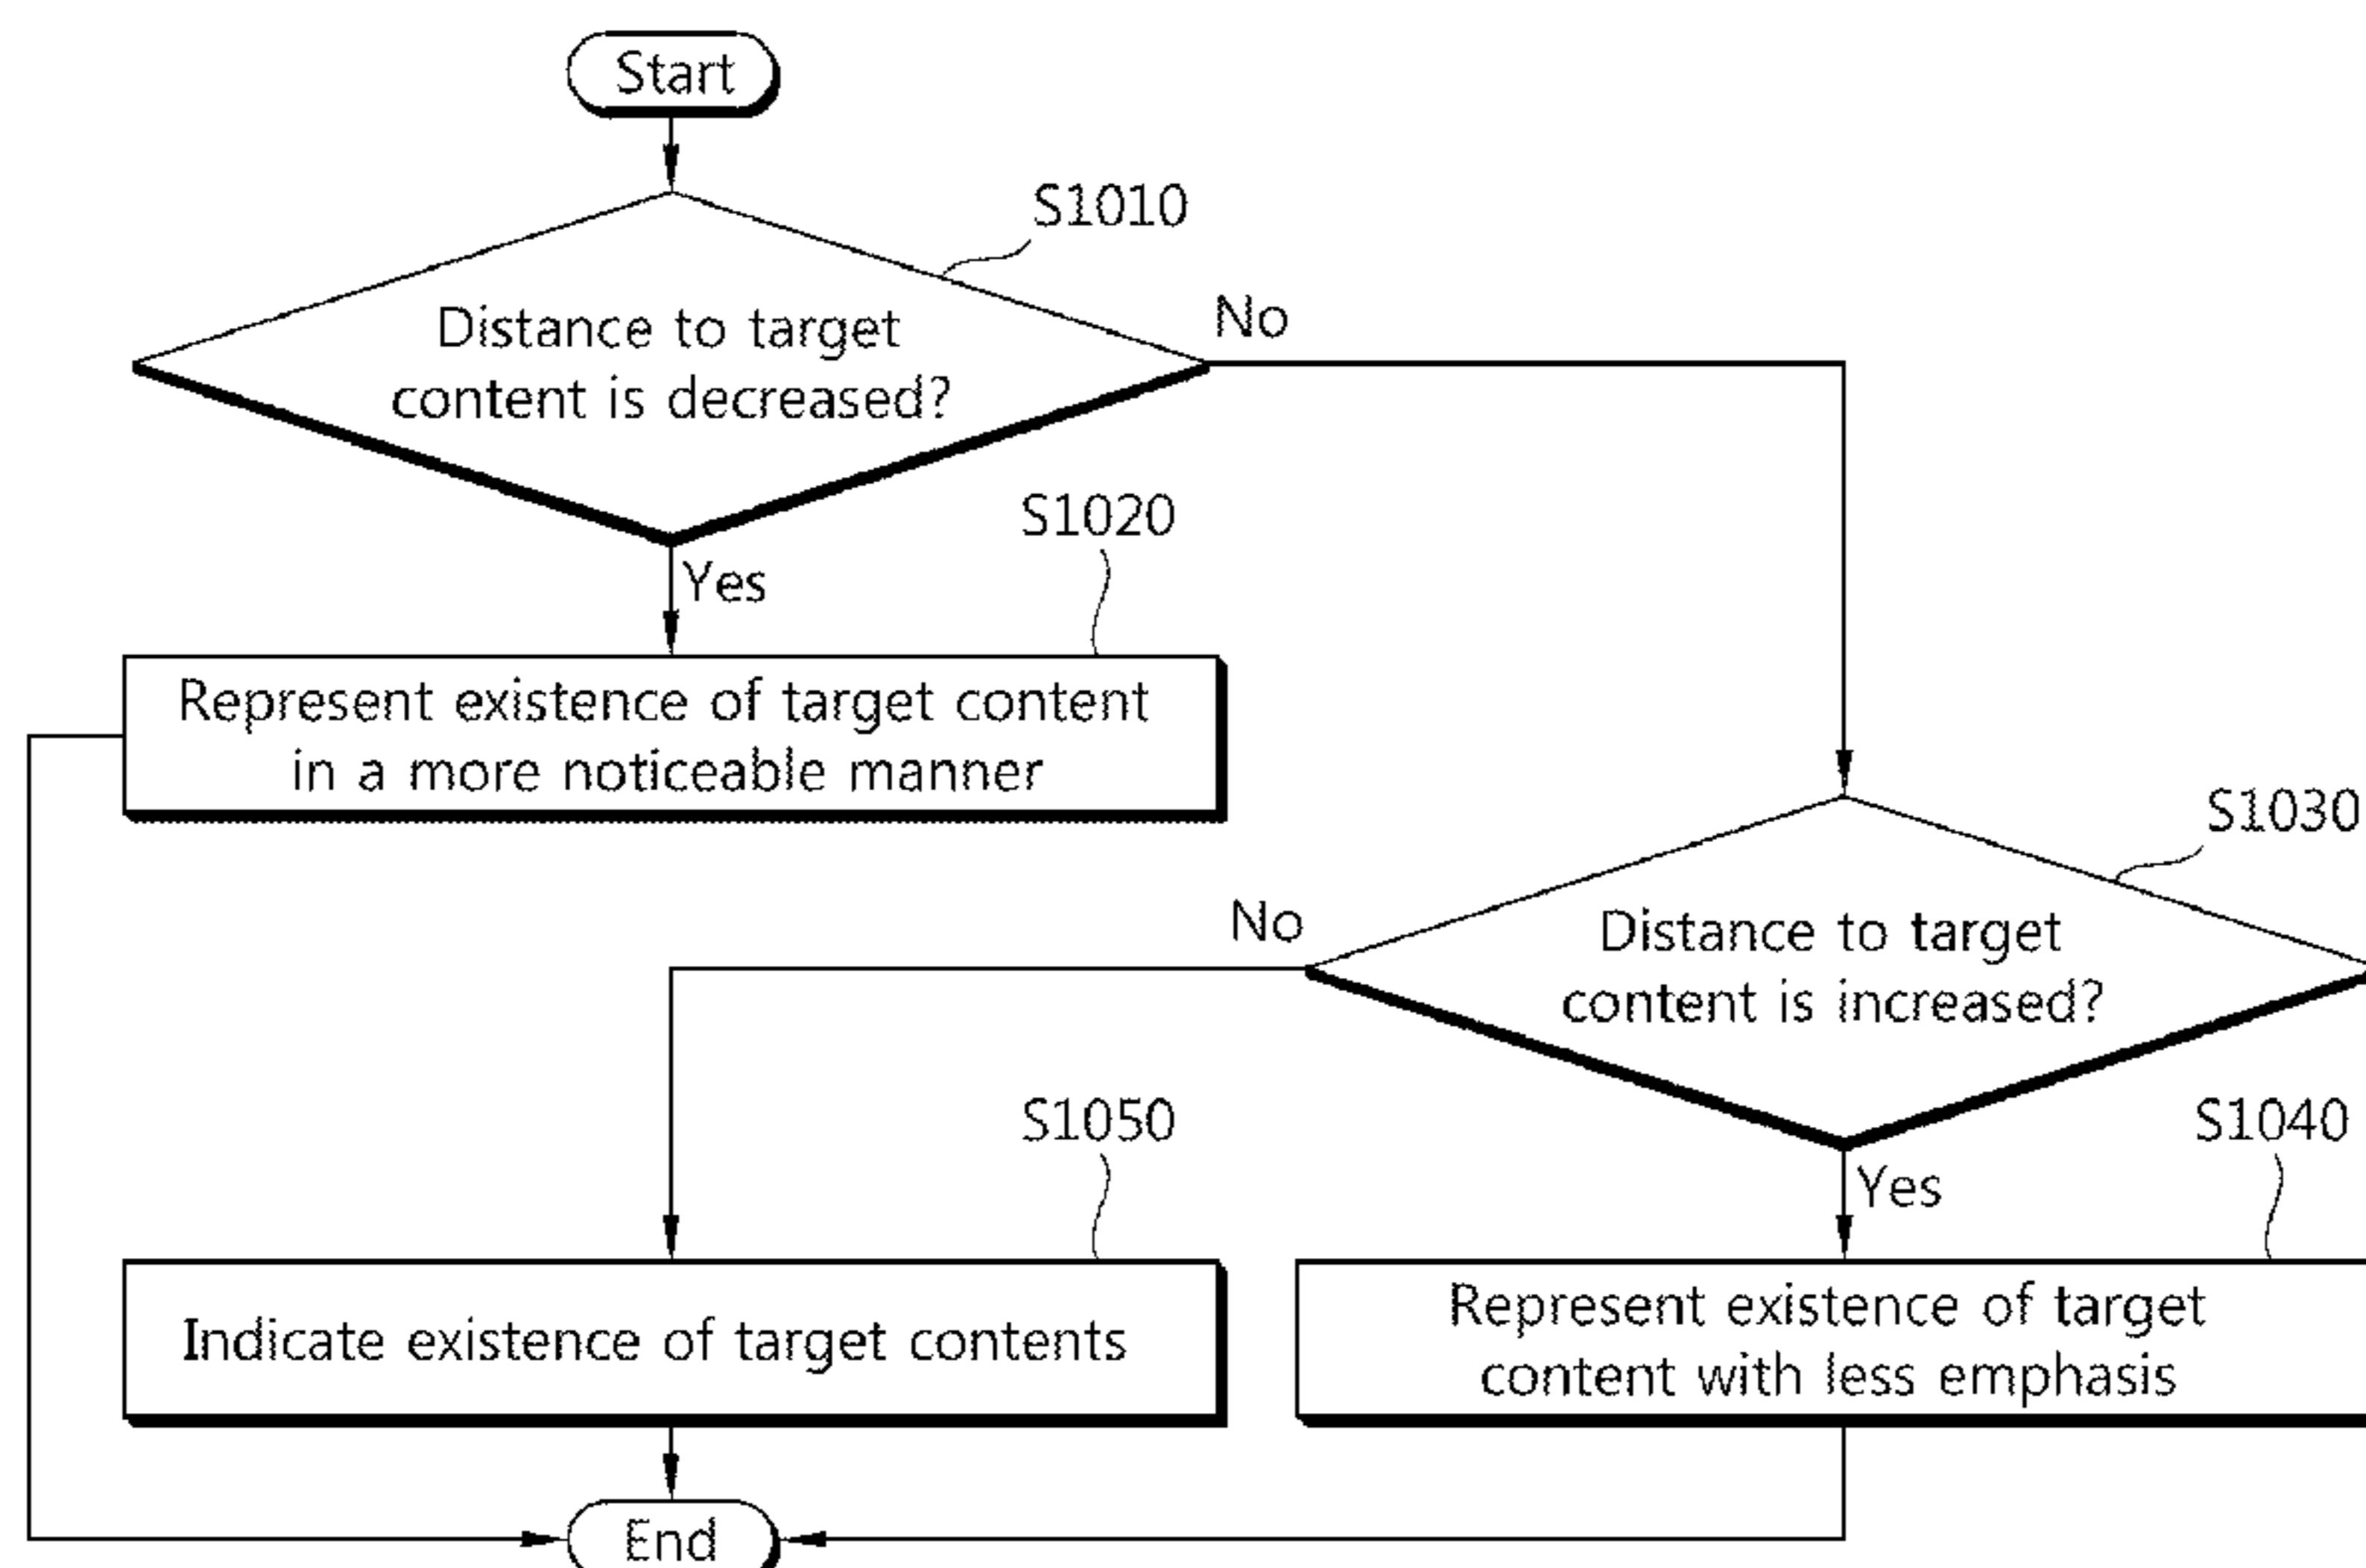 Start
S1010
Distance to target
content is decreased?
No
S1020
Yes
Represent existence of target content
in a more noticeable manner
S1030
No
Distance to target
content is increased?
S1050
S1040
Yes
Indicate existence of target contents
Represent existence of target
content with less emphasis
End